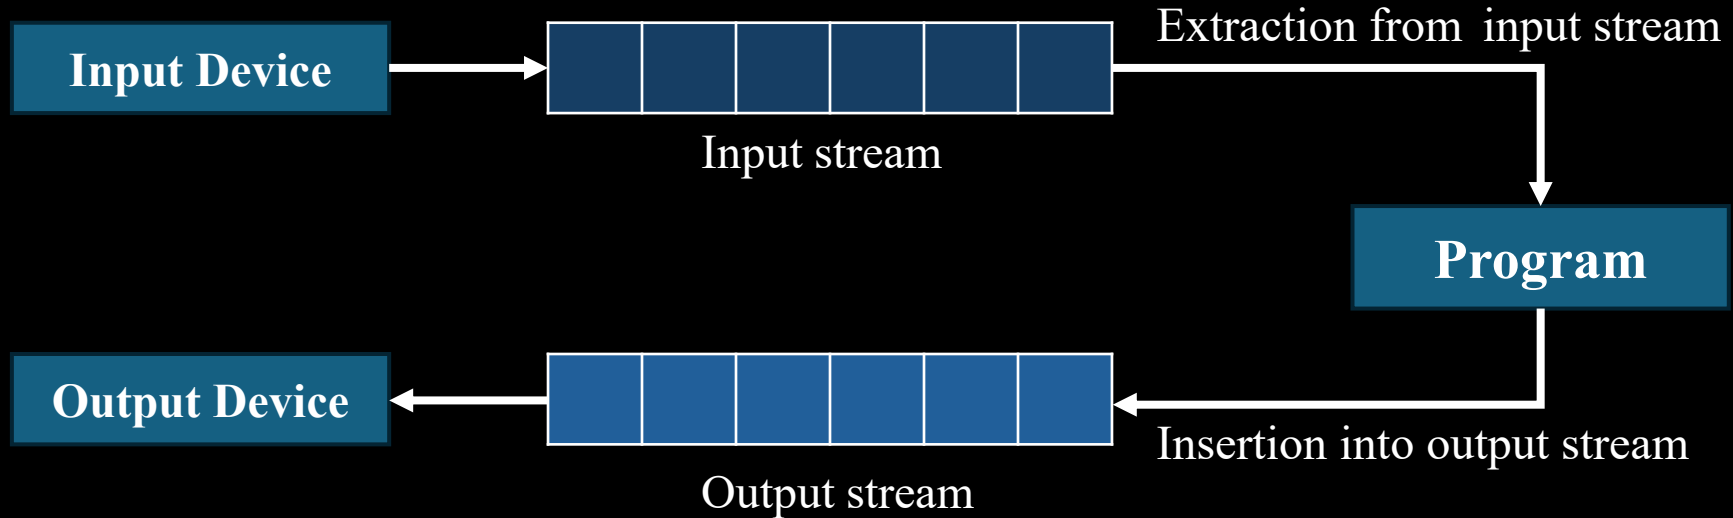 Extraction from input stream
Input Device
Input stream
Program
Output Device
Insertion into output stream
Output stream